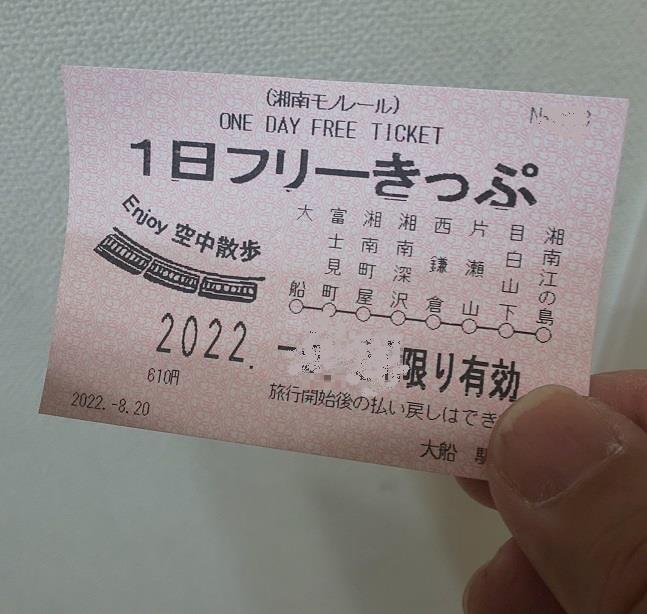 (湘南モノレール)
ONE DAY FREE TICKET
1日フリーきっぷ
Enjoy 空中散歩
大船
富士見町
湘南町屋
湘南深沢
西鎌倉
片瀬山
目白山下
湘南江の島
2022. 限り有効
610円
旅行開始後の払い戻しはでき
2022.-8.20
大船